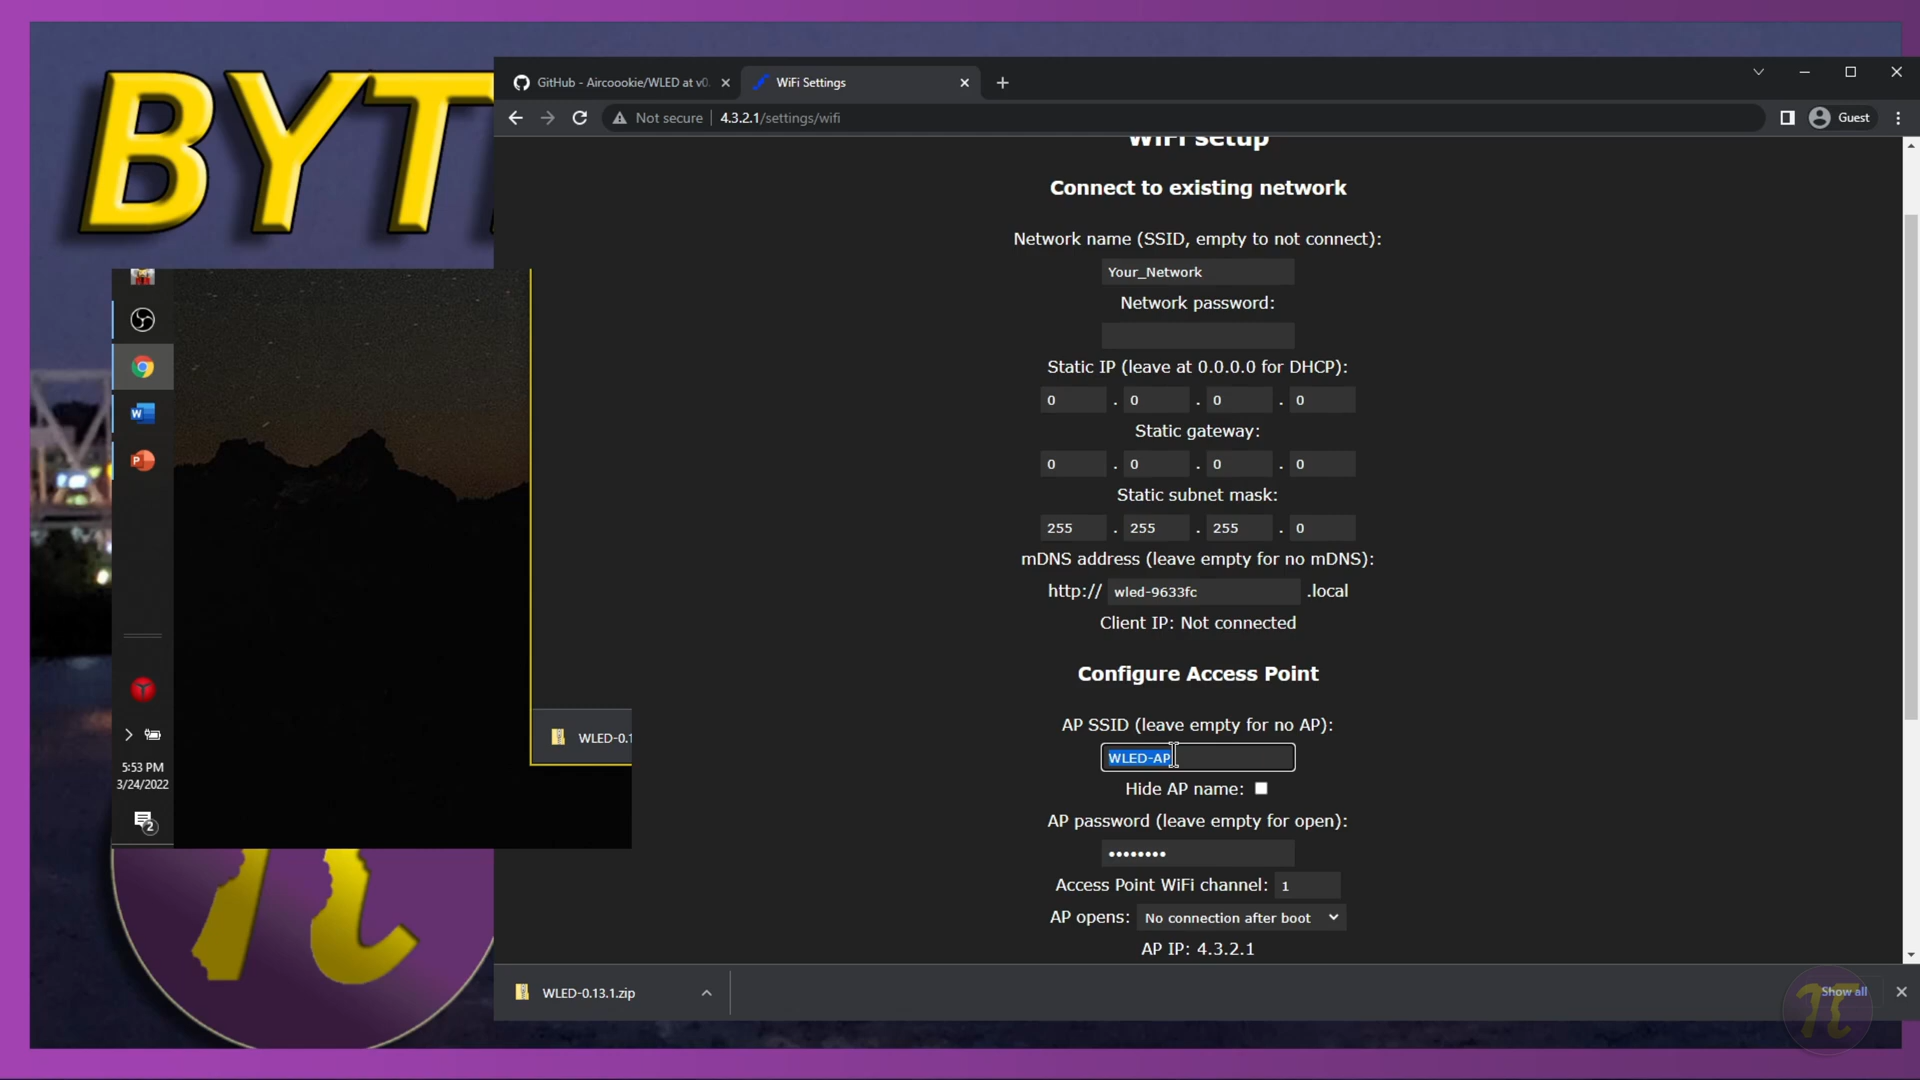 BYT
GitHub - Aircoookie/WLED at v0.
WiFi Settings
Not secure
4.3.2.1/settings/wifi
Guest
WiFi setup
Connect to existing network
Network name (SSID, empty to not connect):
Your_Network
Network password:
Static IP (leave at 0.0.0.0 for DHCP):
0 . 0 . 0 . 0
Static gateway:
0 . 0 . 0 . 0
Static subnet mask:
255 . 255 . 255 . 0
mDNS address (leave empty for no mDNS):
http:// wled-9633fc .local
Client IP: Not connected
Configure Access Point
AP SSID (leave empty for no AP):
WLED-AP
Hide AP name:
AP password (leave empty for open):
••••••••
Access Point WiFi channel: 1
AP opens: No connection after boot
AP IP: 4.3.2.1
WLED-0.1
5:53 PM
3/24/2022
2
WLED-0.13.1.zip
Show all
π
π